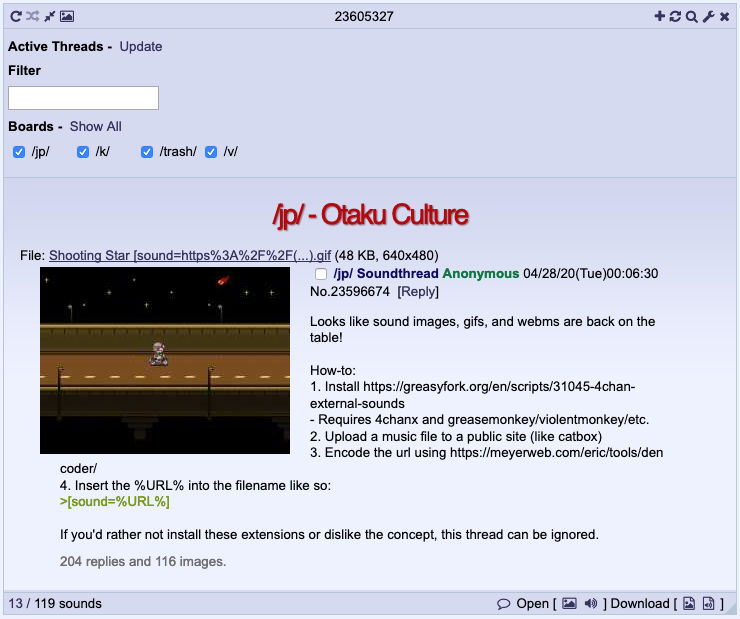 23605327
Active Threads - Update
Filter
Boards - Show All
/jp/ /k/ /trash/ /v/
/jp/ - Otaku Culture
File: Shooting Star [sound=https%3A%2F%2F(...).gif (48 KB, 640x480)
/jp/ Soundthread Anonymous 04/28/20(Tue)00:06:30
No.23596674 [Reply]
Looks like sound images, gifs, and webms are back on the
table!
How-to:
1. Install https://greasyfork.org/en/scripts/31045-4chan-
external-sounds
- Requires 4chanx and greasemonkey/violentmonkey/etc.
2. Upload a music file to a public site (like catbox)
3. Encode the url using https://meyerweb.com/eric/tools/den
coder/
4. Insert the %URL% into the filename like so:
>[sound=%URL%]
If you'd rather not install these extensions or dislike the concept, this thread can be ignored.
204 replies and 116 images.
13 / 119 sounds Open [ ] Download [ ]